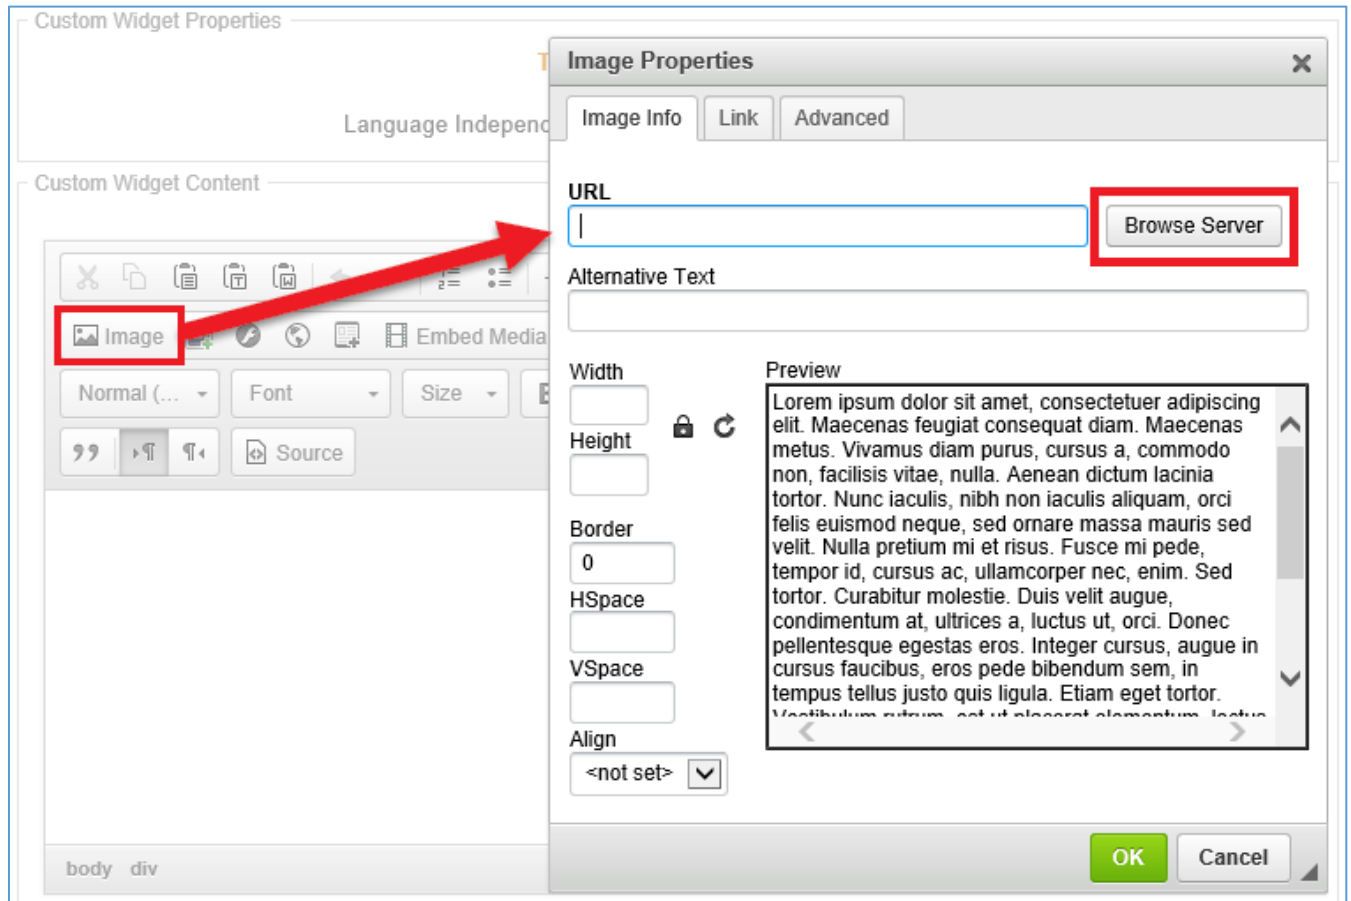 Custom Widget Properties
Image Properties
Language Independ
Image Info
Link
Advanced
Custom Widget Content
URL
Browse Server
Alternative Text
Image
Embed Media
Normal (...
Font
Size
Source
Width
Height
Border
0
HSpace
VSpace
Align
<not set>
Preview
Lorem ipsum dolor sit amet, consectetuer adipiscing
elit. Maecenas feugiat consequat diam. Maecenas
metus. Vivamus diam purus, cursus a, commodo
non, facilisis vitae, nulla. Aenean dictum lacinia
tortor. Nunc iaculis, nibh non iaculis aliquam, orci
felis euismod neque, sed ornare massa mauris sed
velit. Nulla pretium mi et risus. Fusce mi pede,
tempor id, cursus ac, ullamcorper nec, enim. Sed
tortor. Curabitur molestie. Duis velit augue,
condimentum at, ultrices a, luctus ut, orci. Donec
pellentesque egestas eros. Integer cursus, augue in
cursus faucibus, eros pede bibendum sem, in
tempus tellus justo quis ligula. Etiam eget tortor.
Vestibulum rutrum, est ut placerat elementum, lectus
body div
OK
Cancel